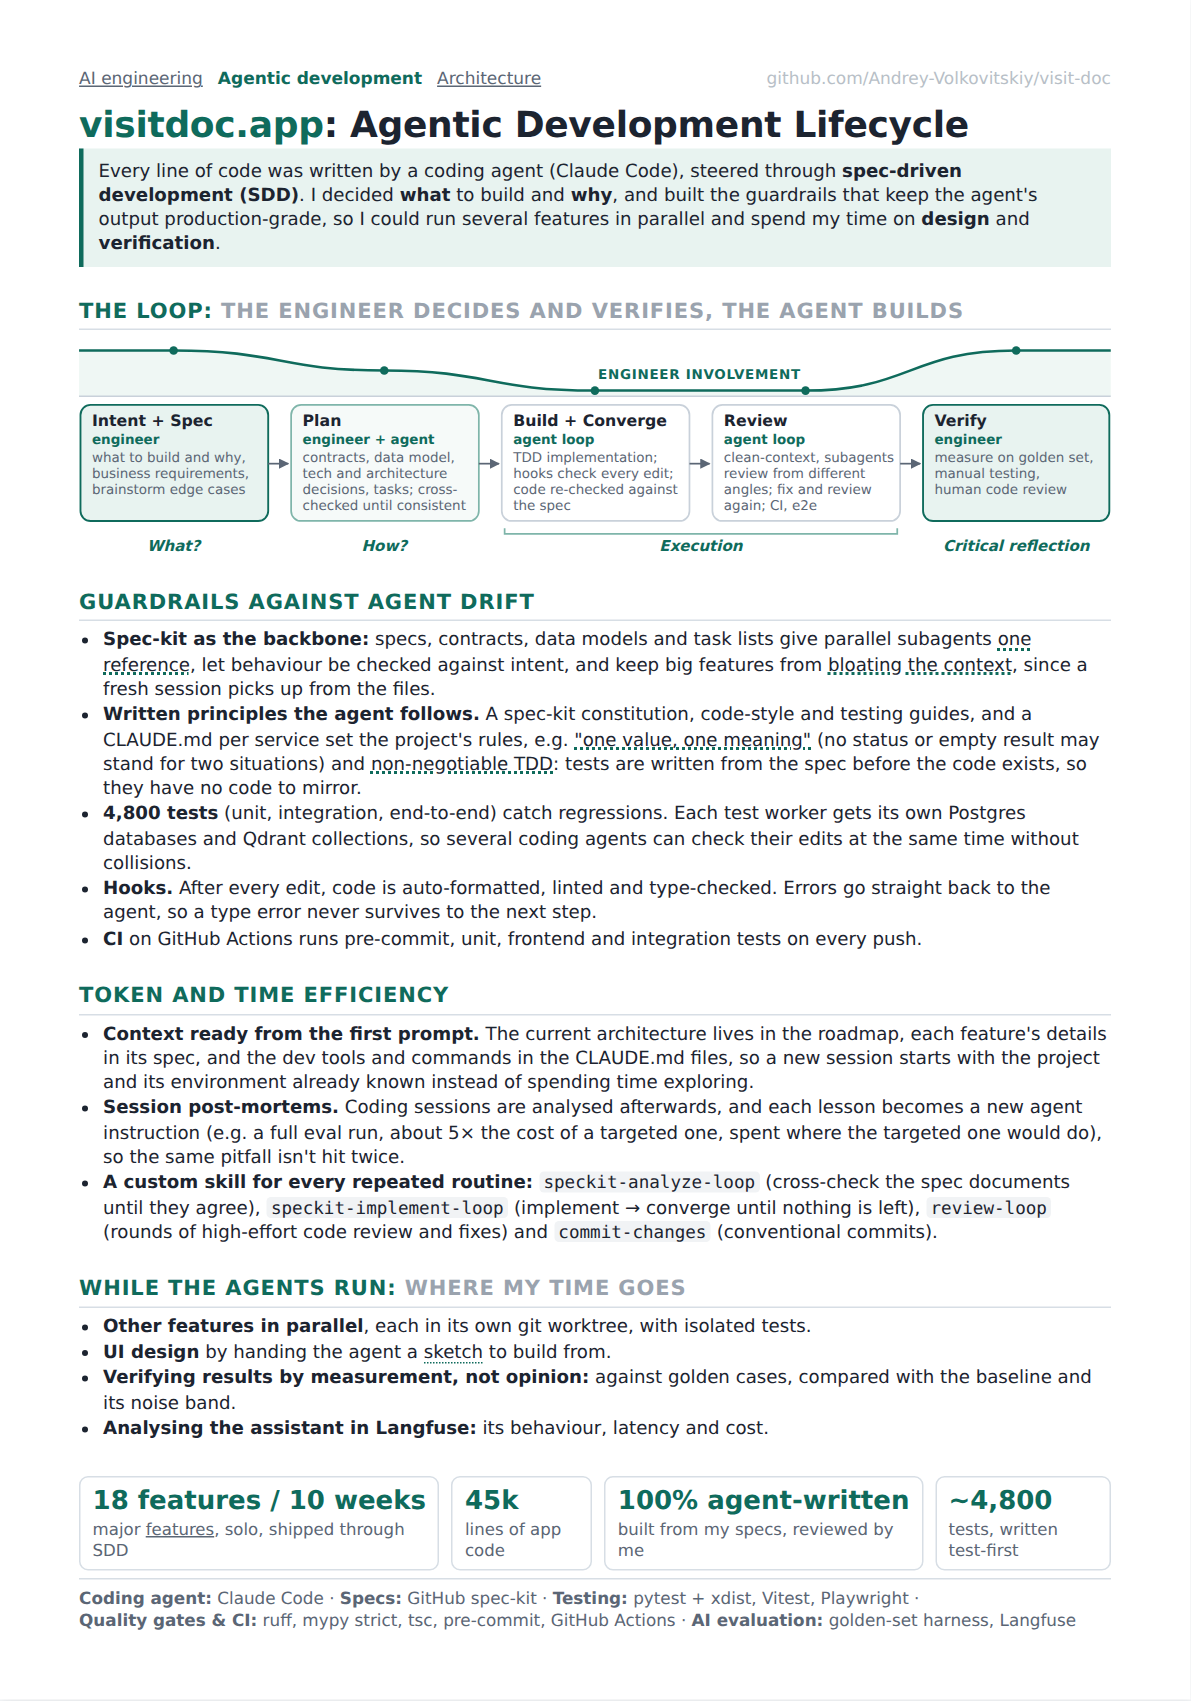 AI engineering Agentic development Architecture github.com/Andrey-Volkovitskiy/visit-doc
visitdoc.app: Agentic Development Lifecycle
Every line of code was written by a coding agent (Claude Code), steered through spec-driven
development (SDD). I decided what to build and why, and built the guardrails that keep the agent's
output production-grade, so I could run several features in parallel and spend my time on design and
verification.
THE LOOP: THE ENGINEER DECIDES AND VERIFIES, THE AGENT BUILDS
ENGINEER INVOLVEMENT
Intent + Spec
engineer
what to build and why,
business requirements,
brainstorm edge cases
What?
Plan
engineer + agent
contracts, data model,
tech and architecture
decisions, tasks; cross-
checked until consistent
How?
Build + Converge
agent loop
TDD implementation;
hooks check every edit;
code re-checked against
the spec
Review
agent loop
clean-context, subagents
review from different
angles; fix and review
again; CI, e2e
Execution
Verify
engineer
measure on golden set,
manual testing,
human code review
Critical reflection
GUARDRAILS AGAINST AGENT DRIFT
• Spec-kit as the backbone: specs, contracts, data models and task lists give parallel subagents one
reference, let behaviour be checked against intent, and keep big features from bloating the context, since a
fresh session picks up from the files.
• Written principles the agent follows. A spec-kit constitution, code-style and testing guides, and a
CLAUDE.md per service set the project's rules, e.g. "one value, one meaning" (no status or empty result may
stand for two situations) and non-negotiable TDD: tests are written from the spec before the code exists, so
they have no code to mirror.
• 4,800 tests (unit, integration, end-to-end) catch regressions. Each test worker gets its own Postgres
databases and Qdrant collections, so several coding agents can check their edits at the same time without
collisions.
• Hooks. After every edit, code is auto-formatted, linted and type-checked. Errors go straight back to the
agent, so a type error never survives to the next step.
• CI on GitHub Actions runs pre-commit, unit, frontend and integration tests on every push.
TOKEN AND TIME EFFICIENCY
• Context ready from the first prompt. The current architecture lives in the roadmap, each feature's details
in its spec, and the dev tools and commands in the CLAUDE.md files, so a new session starts with the project
and its environment already known instead of spending time exploring.
• Session post-mortems. Coding sessions are analysed afterwards, and each lesson becomes a new agent
instruction (e.g. a full eval run, about 5× the cost of a targeted one, spent where the targeted one would do),
so the same pitfall isn't hit twice.
• A custom skill for every repeated routine: speckit-analyze-loop (cross-check the spec documents
until they agree), speckit-implement-loop (implement → converge until nothing is left), review-loop
(rounds of high-effort code review and fixes) and commit-changes (conventional commits).
WHILE THE AGENTS RUN: WHERE MY TIME GOES
• Other features in parallel, each in its own git worktree, with isolated tests.
• UI design by handing the agent a sketch to build from.
• Verifying results by measurement, not opinion: against golden cases, compared with the baseline and
its noise band.
• Analysing the assistant in Langfuse: its behaviour, latency and cost.
18 features / 10 weeks
major features, solo, shipped through
SDD
45k
lines of app
code
100% agent-written
built from my specs, reviewed by
me
~4,800
tests, written
test-first
Coding agent: Claude Code · Specs: GitHub spec-kit · Testing: pytest + xdist, Vitest, Playwright ·
Quality gates & CI: ruff, mypy strict, tsc, pre-commit, GitHub Actions · AI evaluation: golden-set harness, Langfuse